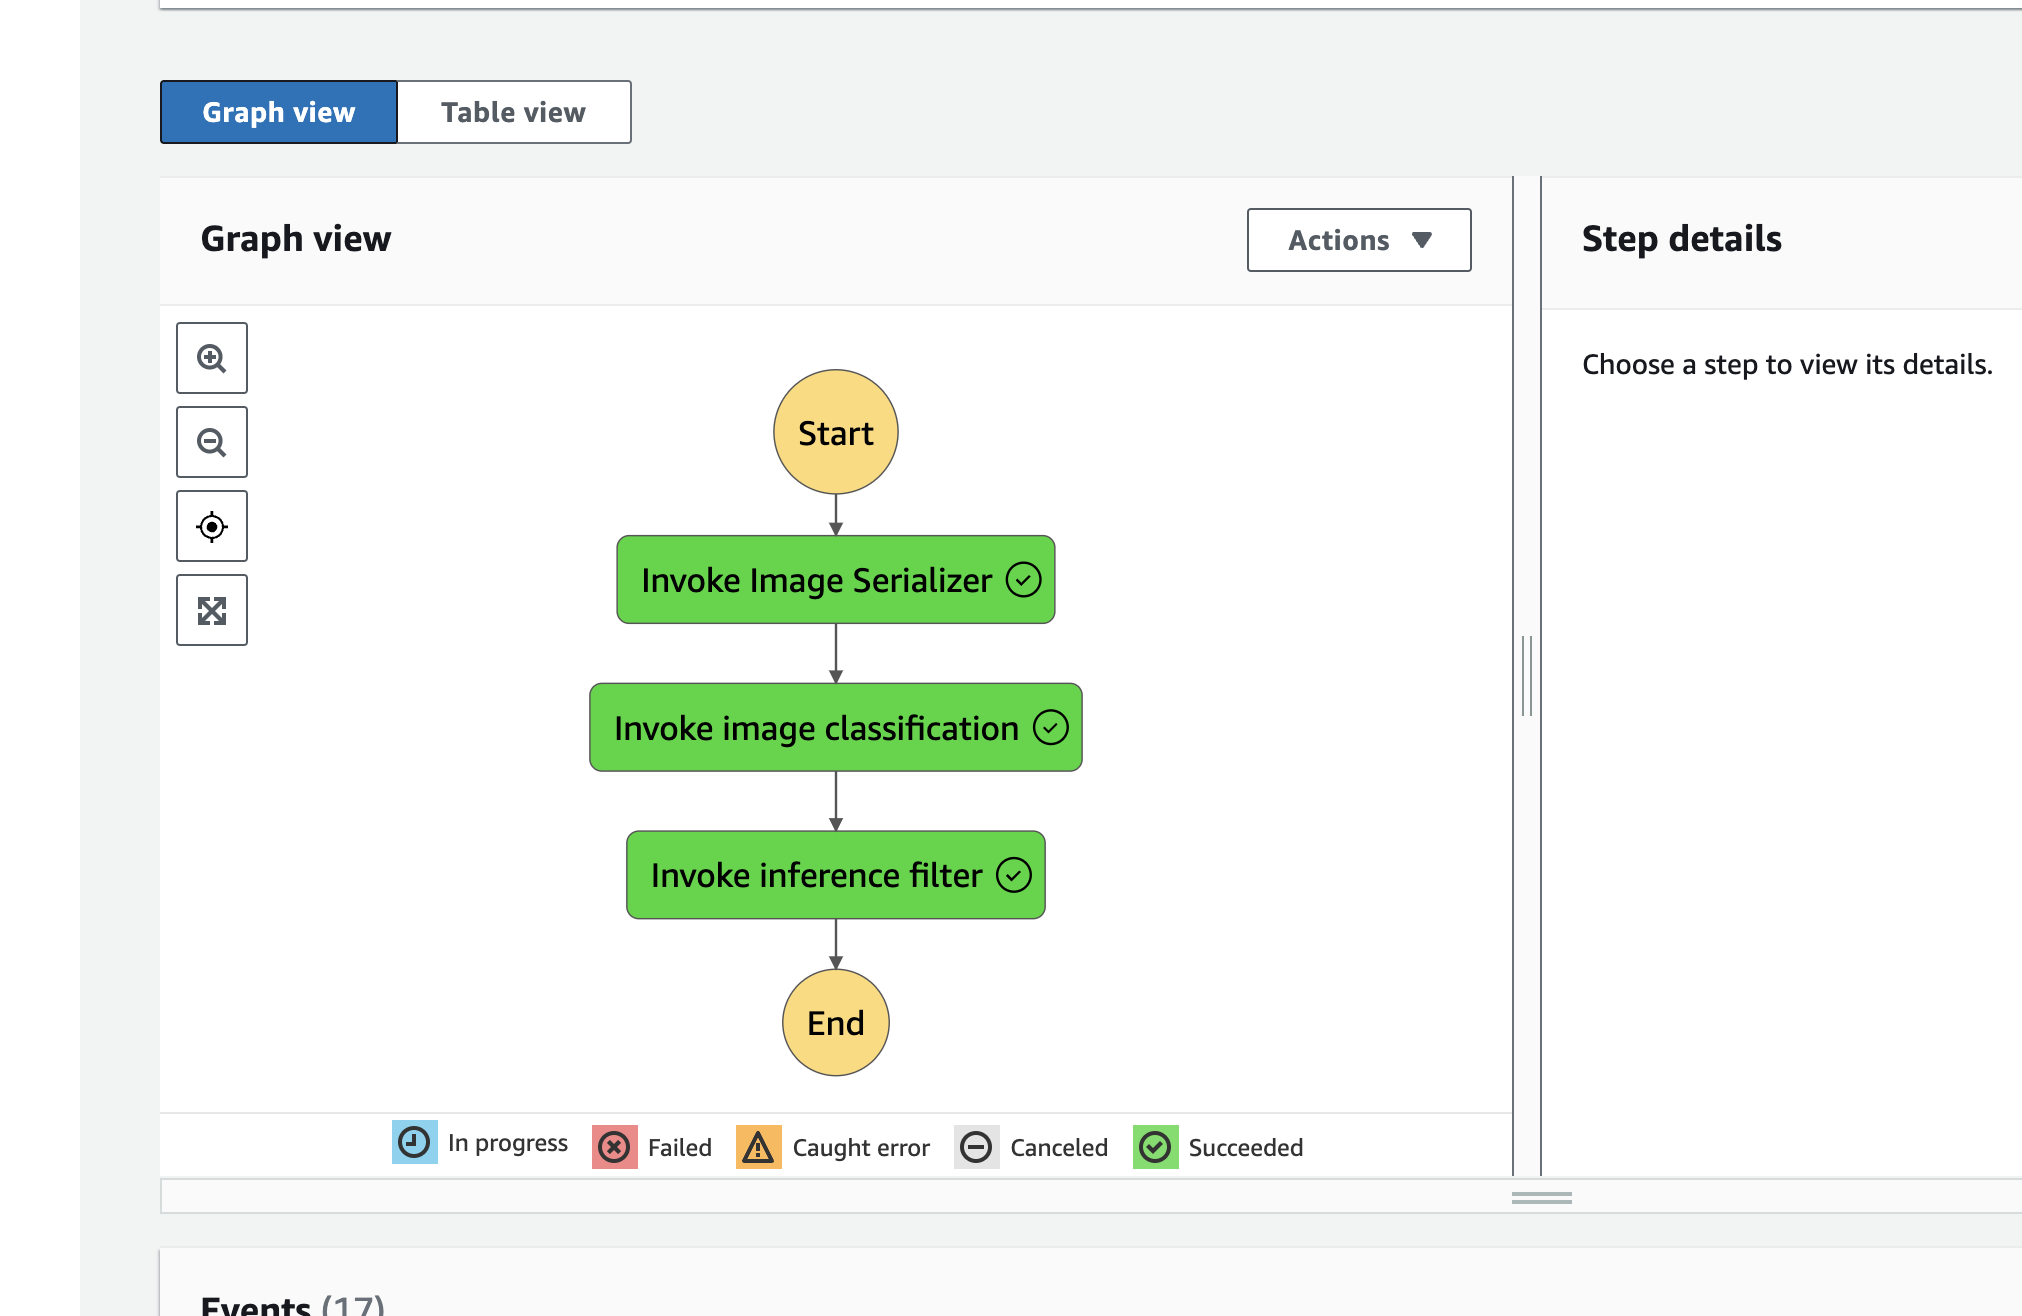 Graph view
Table view
Graph view
Actions
Step details
Choose a step to view its details.
Start
Invoke Image Serializer
Invoke image classification
Invoke inference filter
End
In progress
Failed
Caught error
Canceled
Succeeded
Events (17)